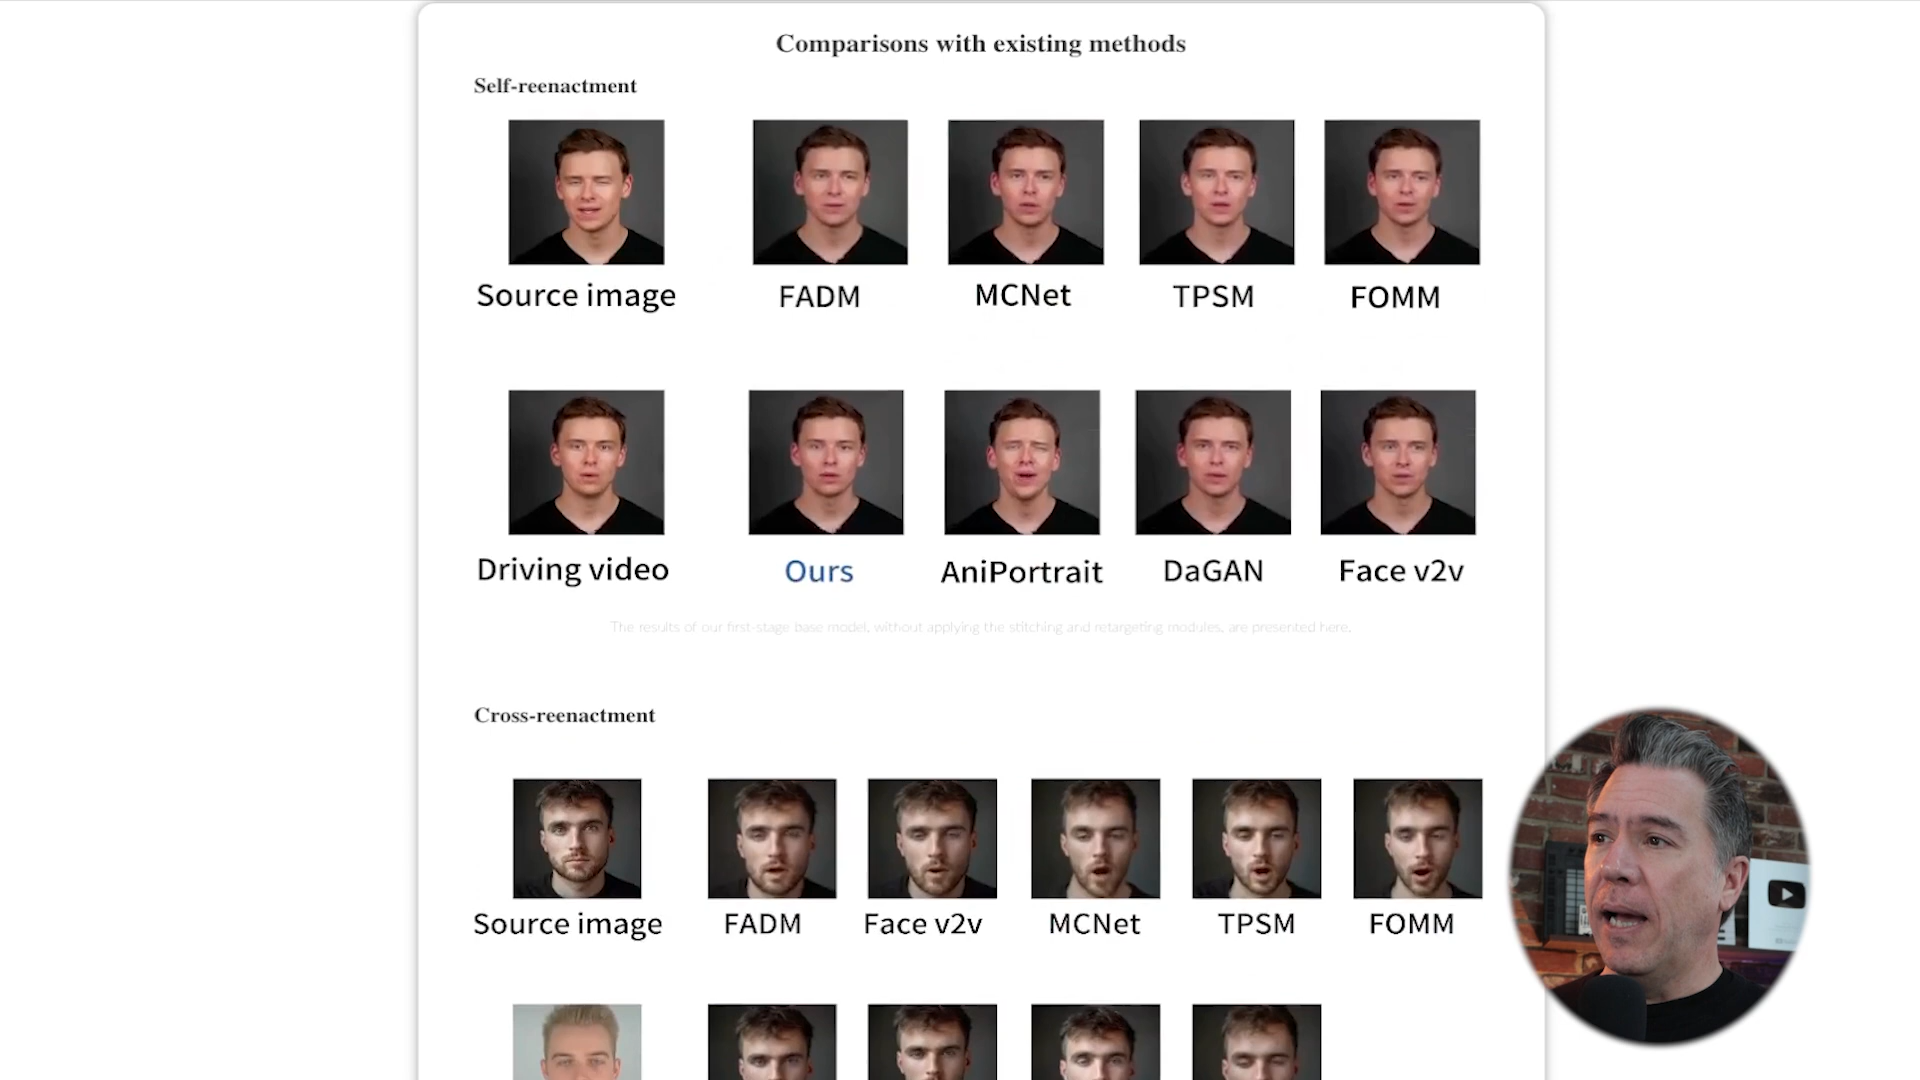 Comparisons with existing methods
Self-reenactment
Source image FADM MCNet TPSM FOMM
Driving video Ours AniPortrait DaGAN Face v2v
The results of our first-stage base model, without applying the stitching and retargeting modules, are presented here.
Cross-reenactment
Source image FADM Face v2v MCNet TPSM FOMM